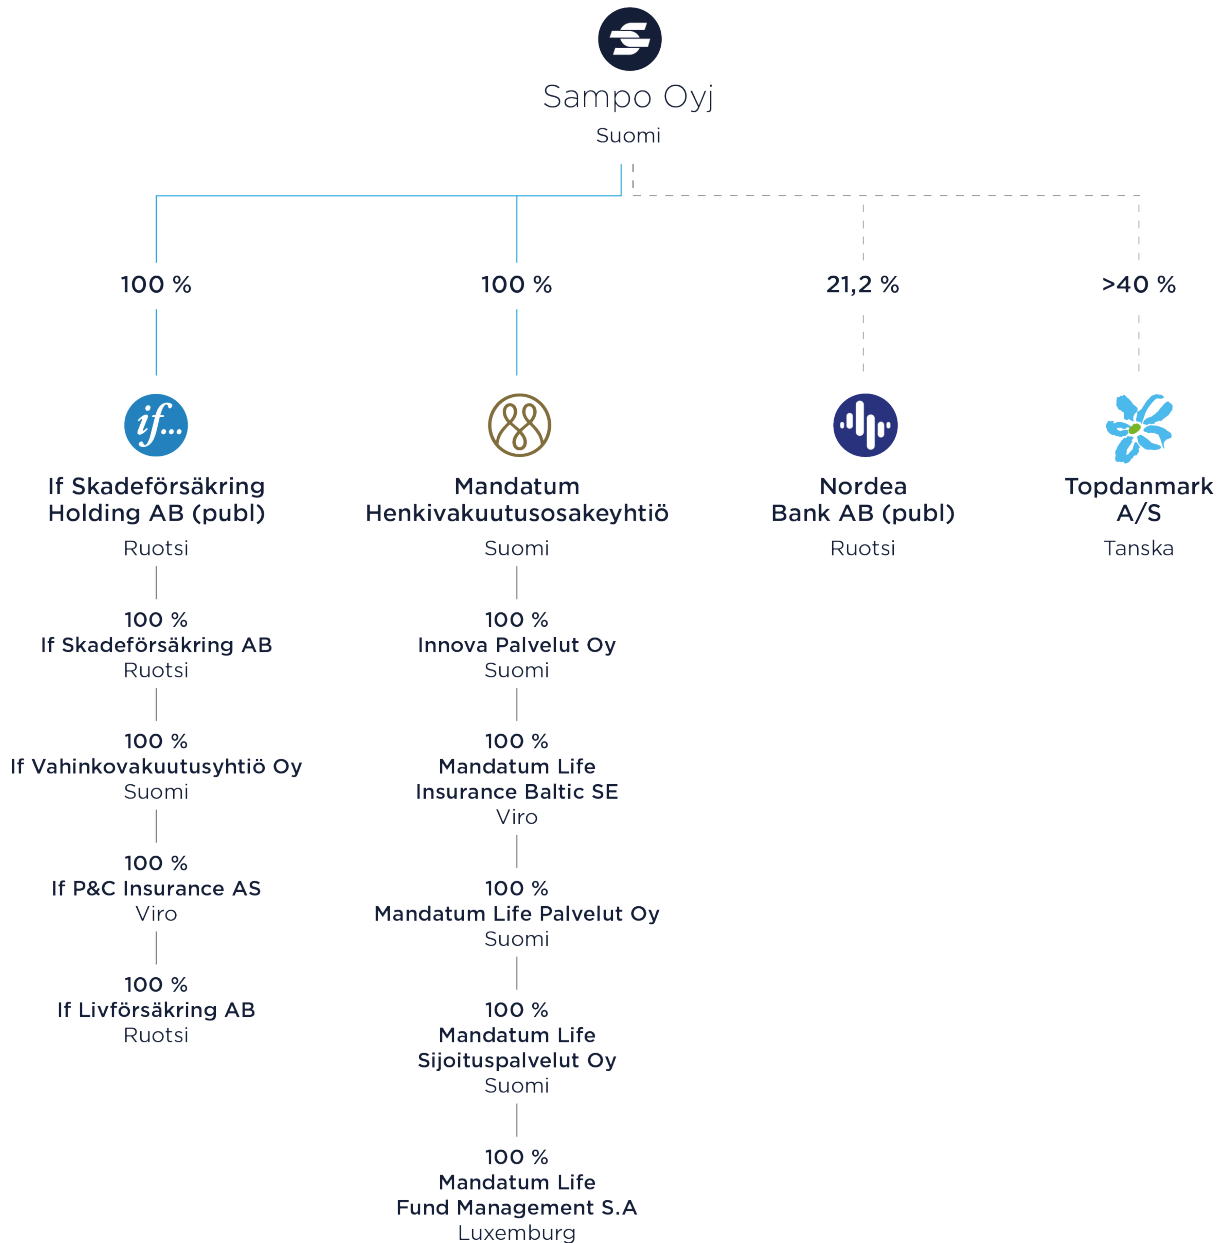 Sampo Oyj
Suomi
100 %
100 %
21,2 %
>40 %
if...
If Skadeförsäkring
Holding AB (publ)
Ruotsi
100 %
If Skadeförsäkring AB
Ruotsi
100 %
If Vahinkovakuutusyhtiö Oy
Suomi
100 %
If P&C Insurance AS
Viro
100 %
If Livförsäkring AB
Ruotsi
Mandatum
Henkivakuutusosakeyhtiö
Suomi
100 %
Innova Palvelut Oy
Suomi
100 %
Mandatum Life
Insurance Baltic SE
Viro
100 %
Mandatum Life Palvelut Oy
Suomi
100 %
Mandatum Life
Sijoituspalvelut Oy
Suomi
100 %
Mandatum Life
Fund Management S.A
Luxemburg
Nordea
Bank AB (publ)
Ruotsi
Topdanmark
A/S
Tanska